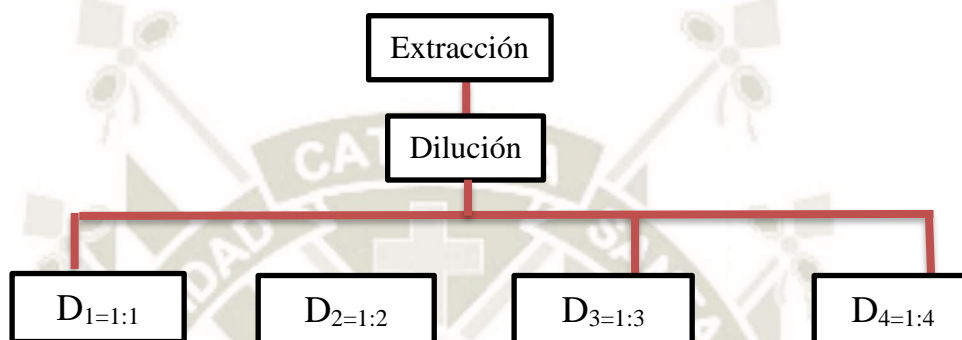 Extracción
Dilución
D1=1:1
D2=1:2
D3=1:3
D4=1:4